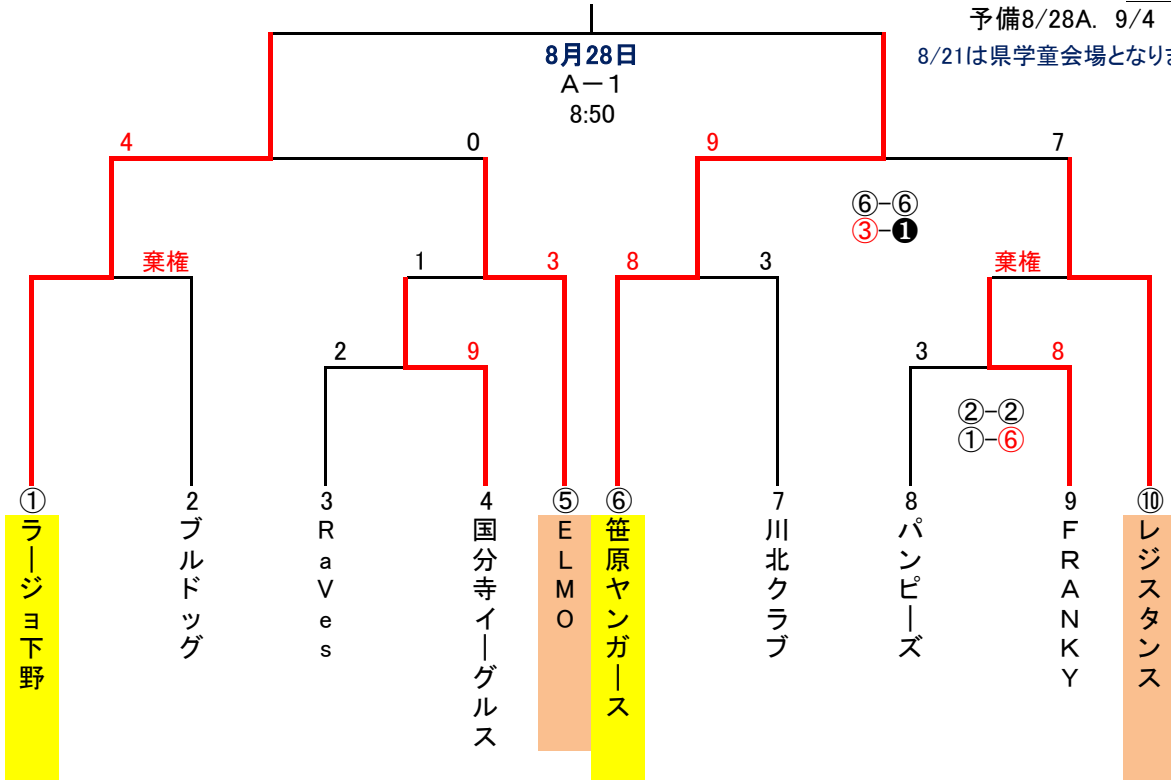 予備8/28A. 9/4
8/21は県学童会場となりま
8月28日
A－1
8:50
4
0
9
7
⑥-⑥
③-❶
棄権
1
3
8
3
棄権
2
9
3
8
②-②
①-⑥
①
2
3
4
⑤
⑥
7
8
9
⑩
ラージョ下野
ブルドッグ
RaVes
国分寺イーグルス
ELMO
笹原ヤンガース
川北クラブ
パンピーズ
FRANKY
レジスタンス